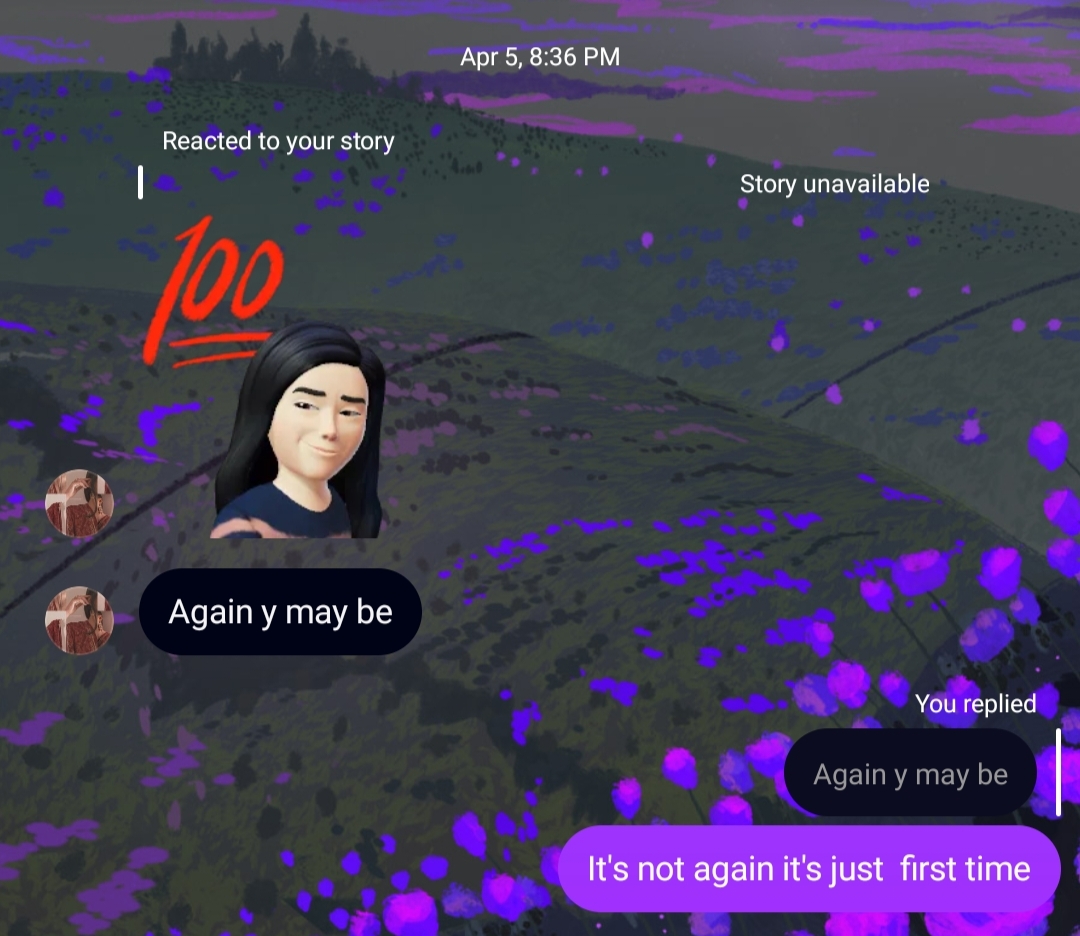 Apr 5, 8:36 PM
Reacted to your story
Story unavailable
100
Again y may be
You replied
Again y may be
It's not again it's just  first time